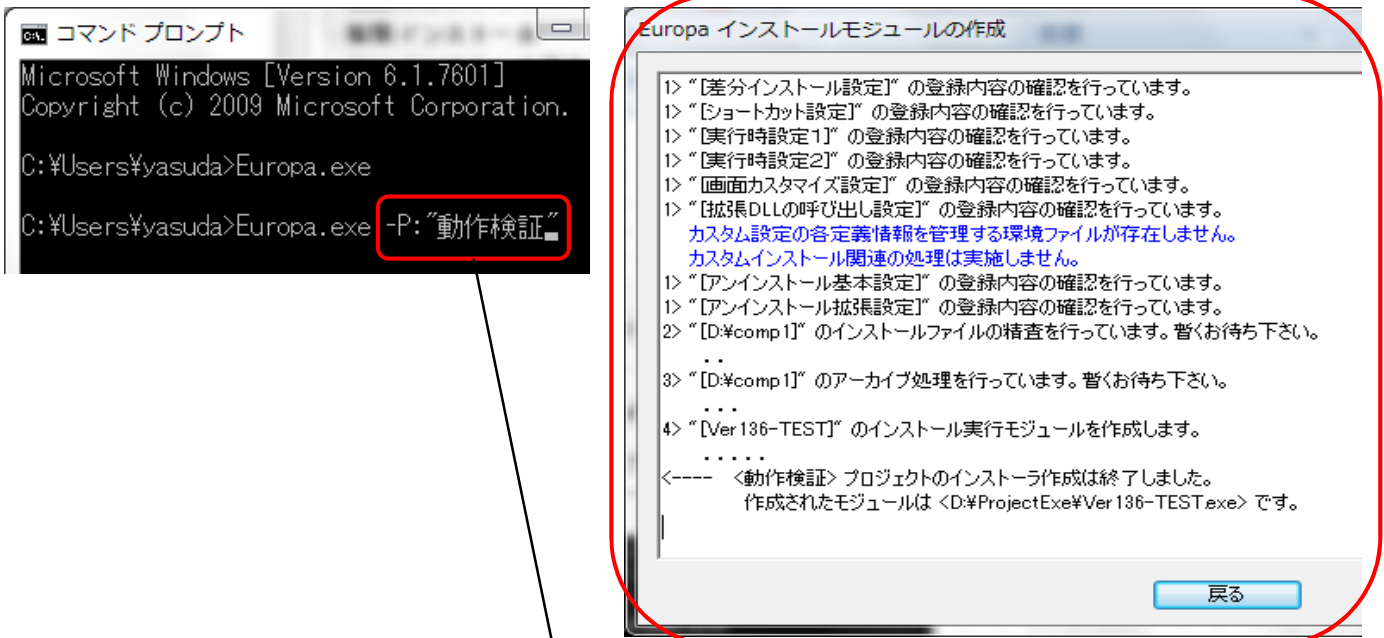 コマンド プロンプト
Microsoft Windows [Version 6.1.7601]
Copyright (c) 2009 Microsoft Corporation.
C:¥Users¥yasuda>Europa.exe
C:¥Users¥yasuda>Europa.exe -P:"動作検証"
Europa インストールモジュールの作成
1> "[差分インストール設定]" の登録内容の確認を行っています。
1> "[ショートカット設定]" の登録内容の確認を行っています。
1> "[実行時設定1]" の登録内容の確認を行っています。
1> "[実行時設定2]" の登録内容の確認を行っています。
1> "[画面カスタマイズ設定]" の登録内容の確認を行っています。
1> "[拡張DLLの呼び出し設定]" の登録内容の確認を行っています。
カスタム設定の各定義情報を管理する環境ファイルが存在しません。
カスタムインストール関連の処理は実施しません。
1> "[アンインストール基本設定]" の登録内容の確認を行っています。
1> "[アンインストール拡張設定]" の登録内容の確認を行っています。
2> "[D:¥comp1]" のインストールファイルの精査を行っています。暫くお待ち下さい。
..
3> "[D:¥comp1]" のアーカイブ処理を行っています。暫くお待ち下さい。
...
4> "[Ver136-TEST]" のインストール実行モジュールを作成します。
.....
<---- <動作検証> プロジェクトのインストーラ作成は終了しました。
作成されたモジュールは <D:¥ProjectExe¥Ver136-TEST.exe> です。
戻る